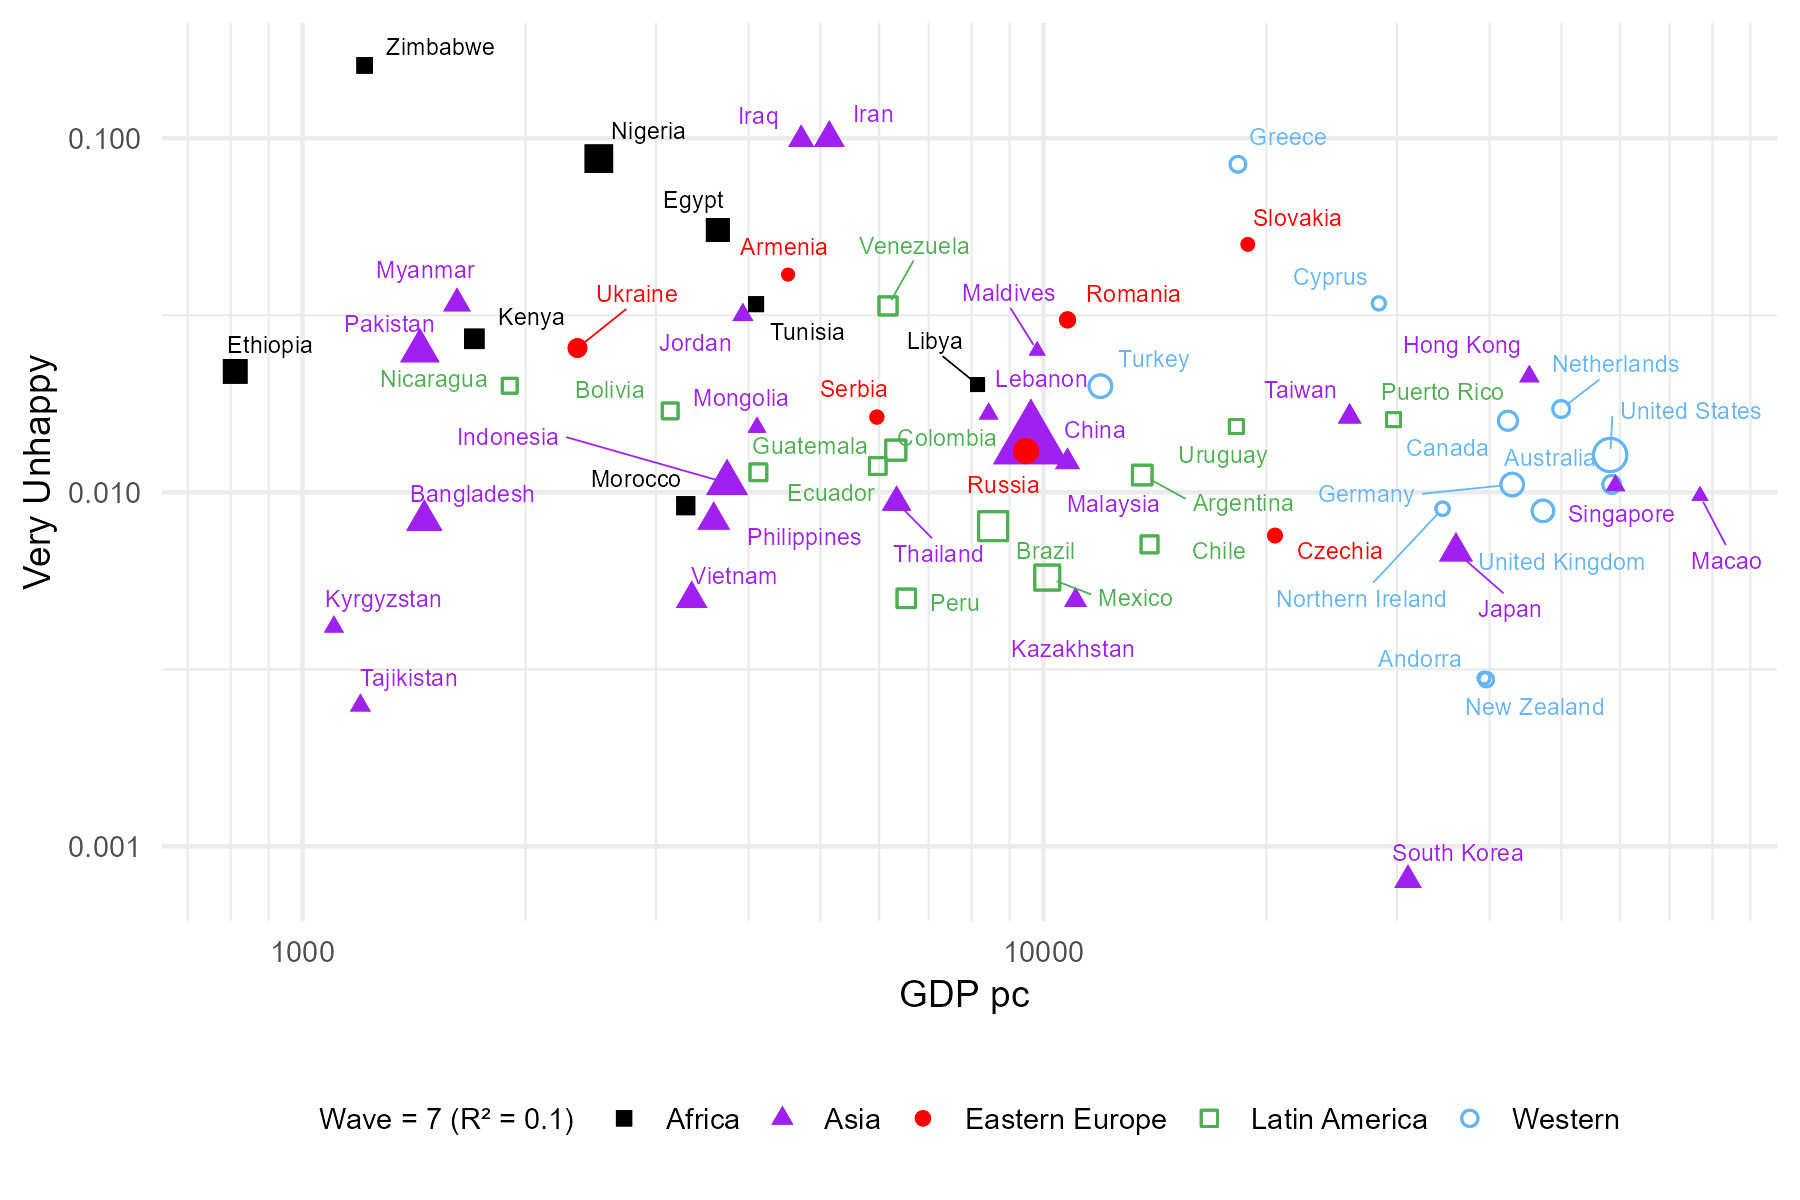 Zimbabwe
Iraq
Iran
Nigeria
Greece
0.100
Egypt
Slovakia
Armenia
Venezuela
Myanmar
Cyprus
Ukraine
Maldives
Romania
Kenya
Pakistan
Tunisia
Ethiopia
Jordan
Libya
Hong Kong
Turkey
Netherlands
Nicaragua
Lebanon
Bolivia
Serbia
Taiwan
Puerto Rico
Mongolia
United States
China
Indonesia
Colombia
Guatemala
Canada
Uruguay
Australia
Morocco
Russia
0.010
Bangladesh
Ecuador
Germany
Malaysia
Argentina
Singapore
Philippines
Brazil
Chile
Czechia
Thailand
United Kingdom
Macao
Vietnam
Kyrgyzstan
Peru
Mexico
Northern Ireland
Japan
Kazakhstan
Andorra
Tajikistan
New Zealand
0.001
South Korea
Very Unhappy
1000
10000
GDP pc
Wave = 7 (R² = 0.1) Africa Asia Eastern Europe Latin America Western